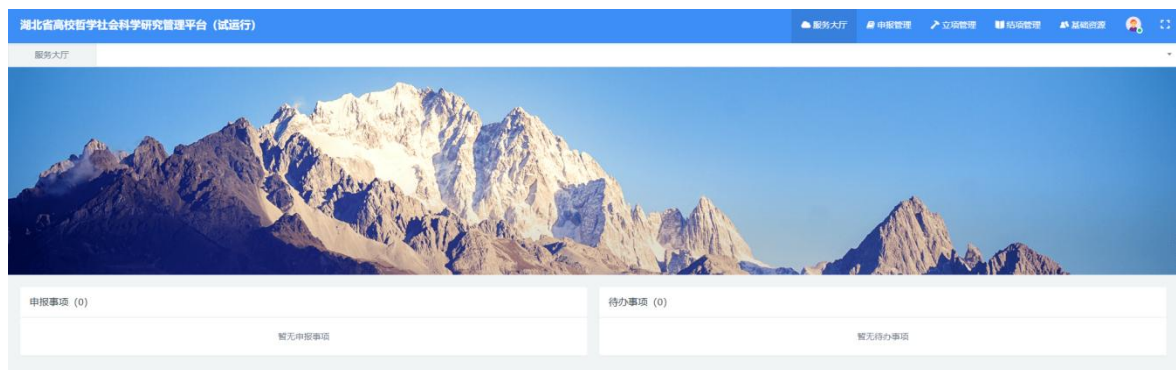 湖北省高校哲学社会科学研究管理平台（试运行）
服务大厅 申报管理 立项管理 结项管理 基础资源
服务大厅
申报事项（0） 待办事项（0）
暂无申报事项 暂无待办事项